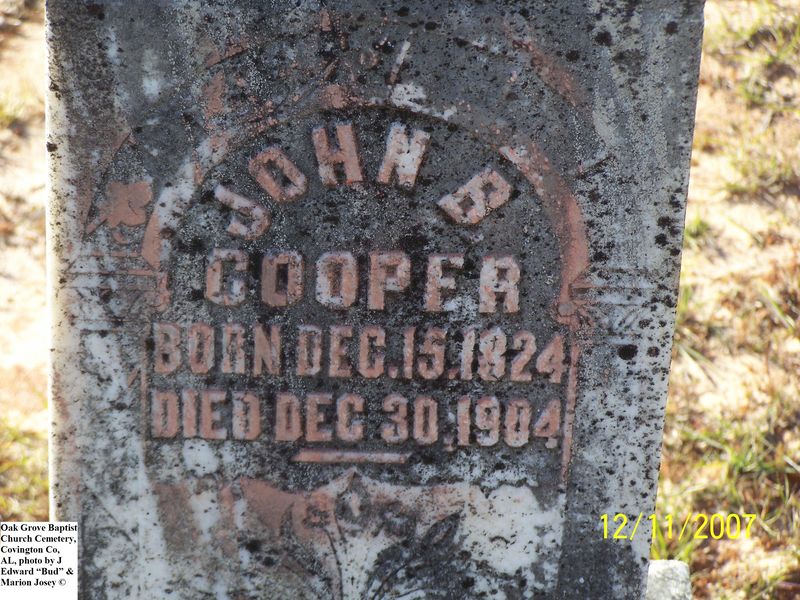 JOHN B
COOPER
BORN DEC. 15. 1824
DIED DEC 30. 1904
12/11/2007
Oak Grove Baptist
Church Cemetery,
Covington Co,
AL, photo by J
Edward “Bud” &
Marion Josey ©